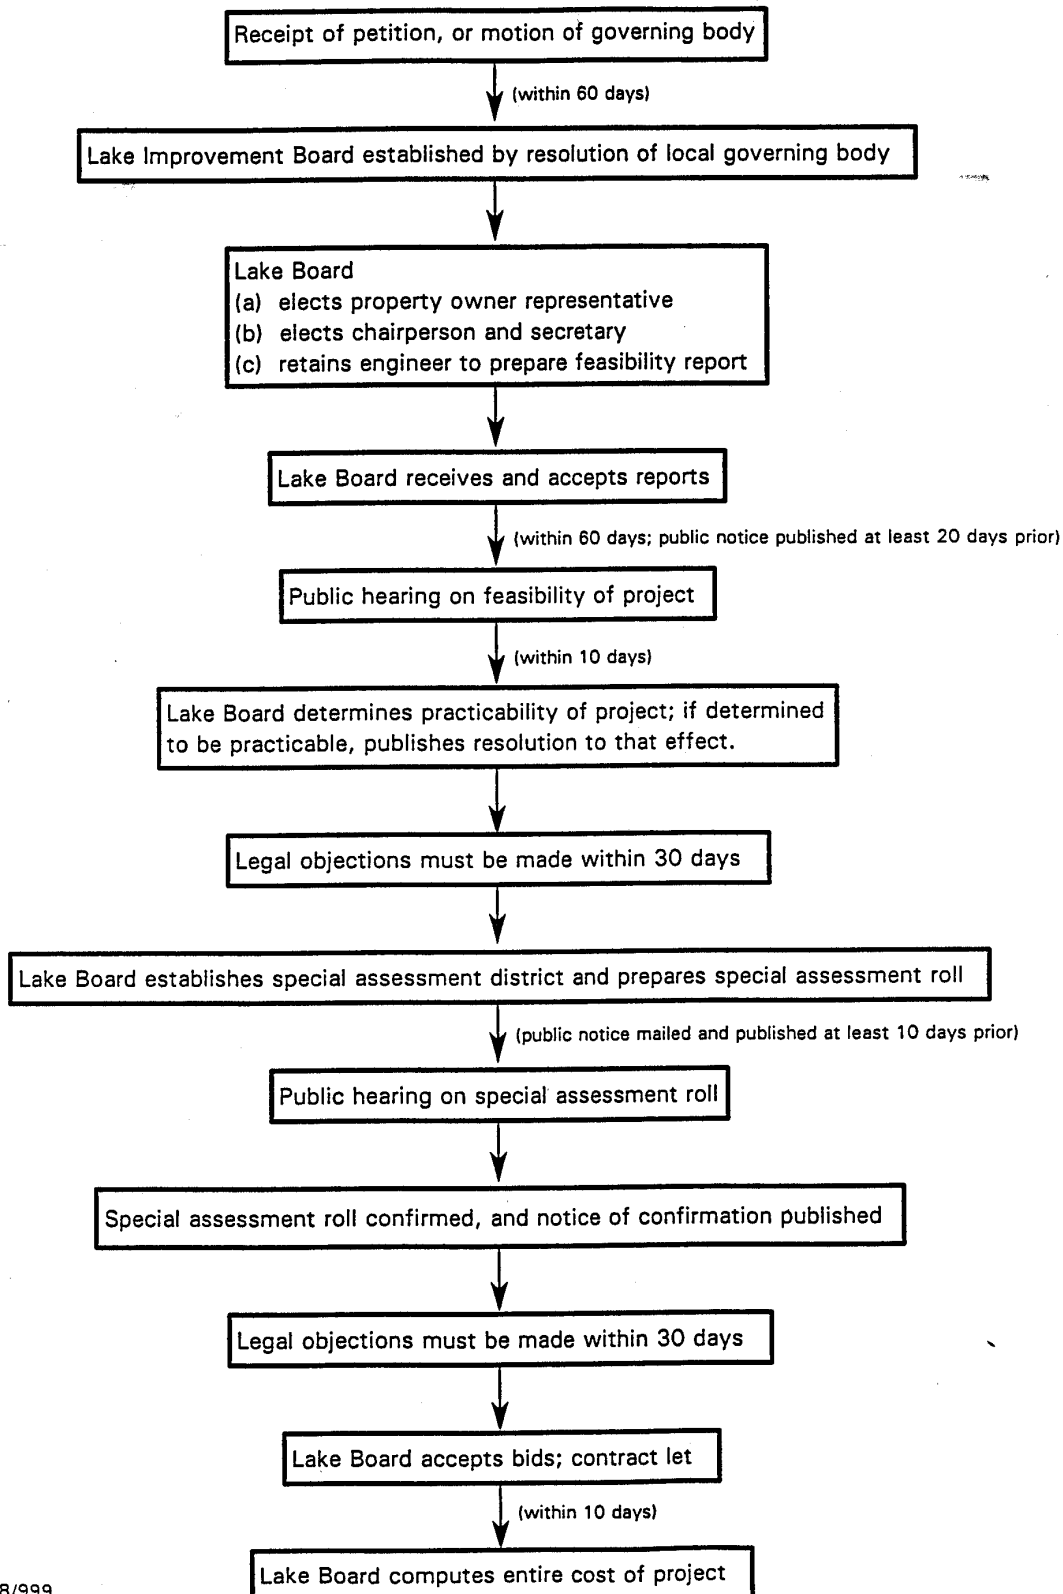 Receipt of petition, or motion of governing body
(within 60 days)
Lake Improvement Board established by resolution of local governing body
Lake Board
(a) elects property owner representative
(b) elects chairperson and secretary
(c) retains engineer to prepare feasibility report
Lake Board receives and accepts reports
(within 60 days; public notice published at least 20 days prior)
Public hearing on feasibility of project
(within 10 days)
Lake Board determines practicability of project; if determined
to be practicable, publishes resolution to that effect.
Legal objections must be made within 30 days
Lake Board establishes special assessment district and prepares special assessment roll
(public notice mailed and published at least 10 days prior)
Public hearing on special assessment roll
Special assessment roll confirmed, and notice of confirmation published
Legal objections must be made within 30 days
Lake Board accepts bids; contract let
(within 10 days)
Lake Board computes entire cost of project